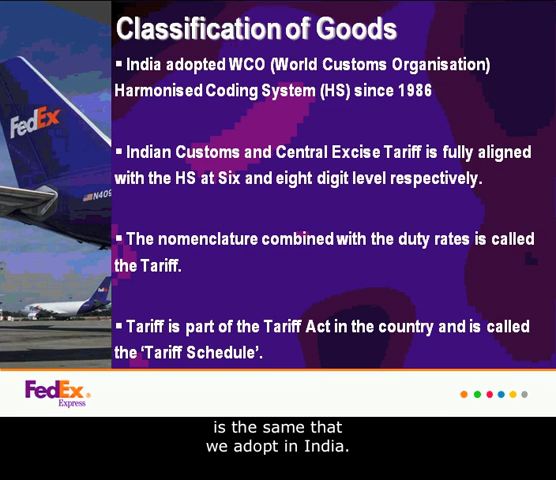 Classification of Goods
▪ India adopted WCO (World Customs Organisation)
Harmonised Coding System (HS) since 1986
▪ Indian Customs and Central Excise Tariff is fully aligned
with the HS at Six and eight digit level respectively.
▪ The nomenclature combined with the duty rates is called
the Tariff.
▪ Tariff is part of the Tariff Act in the country and is called
the ‘Tariff Schedule’.
FedEx
N409
FedEx
Express
is the same that
we adopt in India.